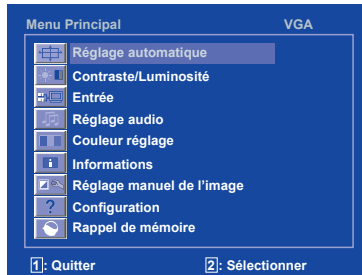 Menu Principal VGA
Réglage automatique
Contraste/Luminosité
Entrée
Réglage audio
Couleur réglage
Informations
Réglage manuel de l'image
Configuration
Rappel de mémoire
1: Quitter 2: Sélectionner